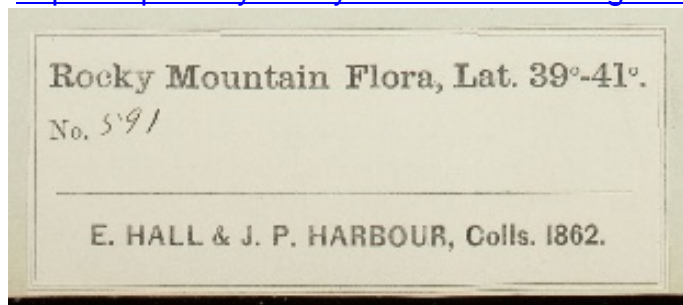 Rocky Mountain Flora, Lat. 39°-41°.
No. 591
E. HALL & J. P. HARBOUR, Colls. 1862.